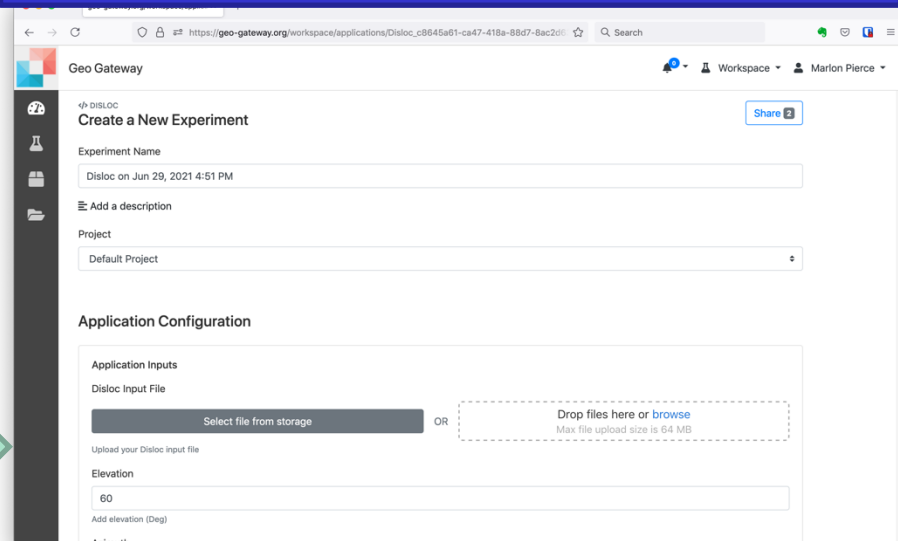 https://geo-gateway.org/workspace/applications/Disloc_c8645a61-ca47-418a-88d7-8ac2d6
Search
Geo Gateway
0
Workspace
Marlon Pierce
</> DISLOC
Create a New Experiment
Share 2
Experiment Name
Disloc on Jun 29, 2021 4:51 PM
Add a description
Project
Default Project
Application Configuration
Application Inputs
Disloc Input File
Select file from storage
OR
Drop files here or browse
Max file upload size is 64 MB
Upload your Disloc input file
Elevation
60
Add elevation (Deg)